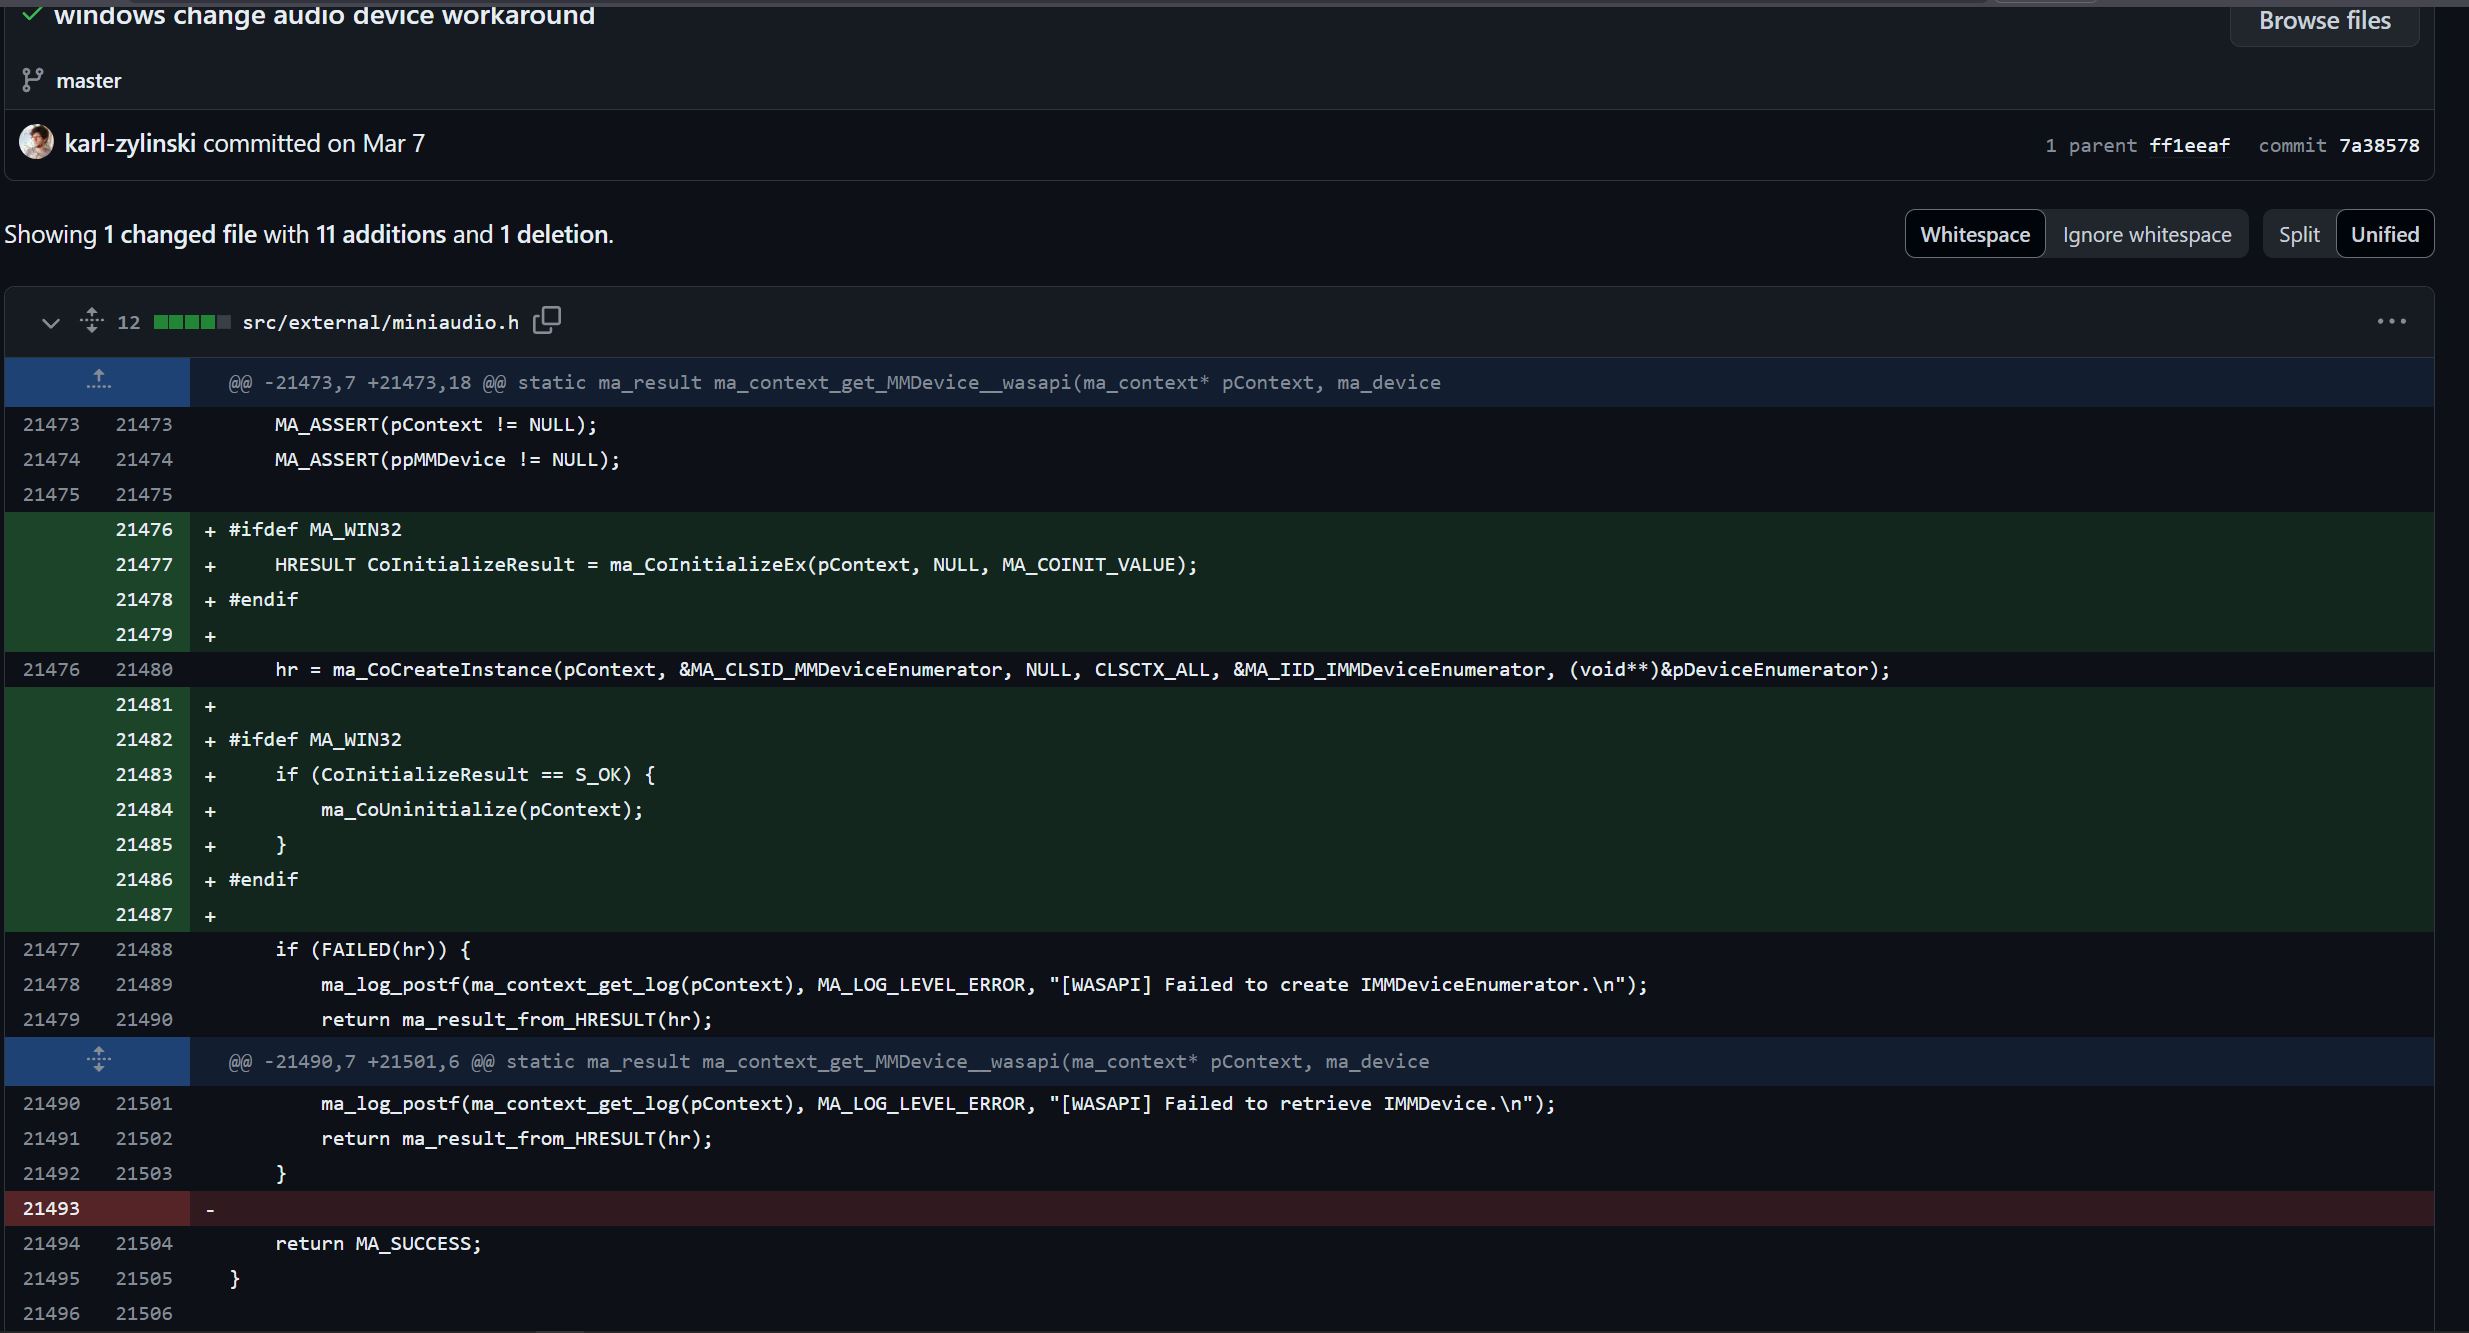 windows change audio device workaround
Browse files
master
karl-zylinski committed on Mar 7
1 parent ff1eeaf commit 7a38578
Showing 1 changed file with 11 additions and 1 deletion.
Whitespace Ignore whitespace Split Unified
12 src/external/miniaudio.h
@@ -21473,7 +21473,18 @@ static ma_result ma_context_get_MMDevice__wasapi(ma_context* pContext, ma_device
21473 21473 MA_ASSERT(pContext != NULL);
21474 21474 MA_ASSERT(ppMMDevice != NULL);
21475 21475
21476 + #ifdef MA_WIN32
21477 + HRESULT CoInitializeResult = ma_CoInitializeEx(pContext, NULL, MA_COINIT_VALUE);
21478 + #endif
21479 +
21476 21480 hr = ma_CoCreateInstance(pContext, &MA_CLSID_MMDeviceEnumerator, NULL, CLSCTX_ALL, &MA_IID_IMMDeviceEnumerator, (void**)&pDeviceEnumerator);
21481 +
21482 + #ifdef MA_WIN32
21483 + if (CoInitializeResult == S_OK) {
21484 + ma_CoUninitialize(pContext);
21485 + }
21486 + #endif
21487 +
21477 21488 if (FAILED(hr)) {
21478 21489 ma_log_postf(ma_context_get_log(pContext), MA_LOG_LEVEL_ERROR, "[WASAPI] Failed to create IMMDeviceEnumerator.\n");
21479 21490 return ma_result_from_HRESULT(hr);
@@ -21490,7 +21501,6 @@ static ma_result ma_context_get_MMDevice__wasapi(ma_context* pContext, ma_device
21490 21501 ma_log_postf(ma_context_get_log(pContext), MA_LOG_LEVEL_ERROR, "[WASAPI] Failed to retrieve IMMDevice.\n");
21491 21502 return ma_result_from_HRESULT(hr);
21492 21503 }
21493 -
21494 21504 return MA_SUCCESS;
21495 21505 }
21496 21506